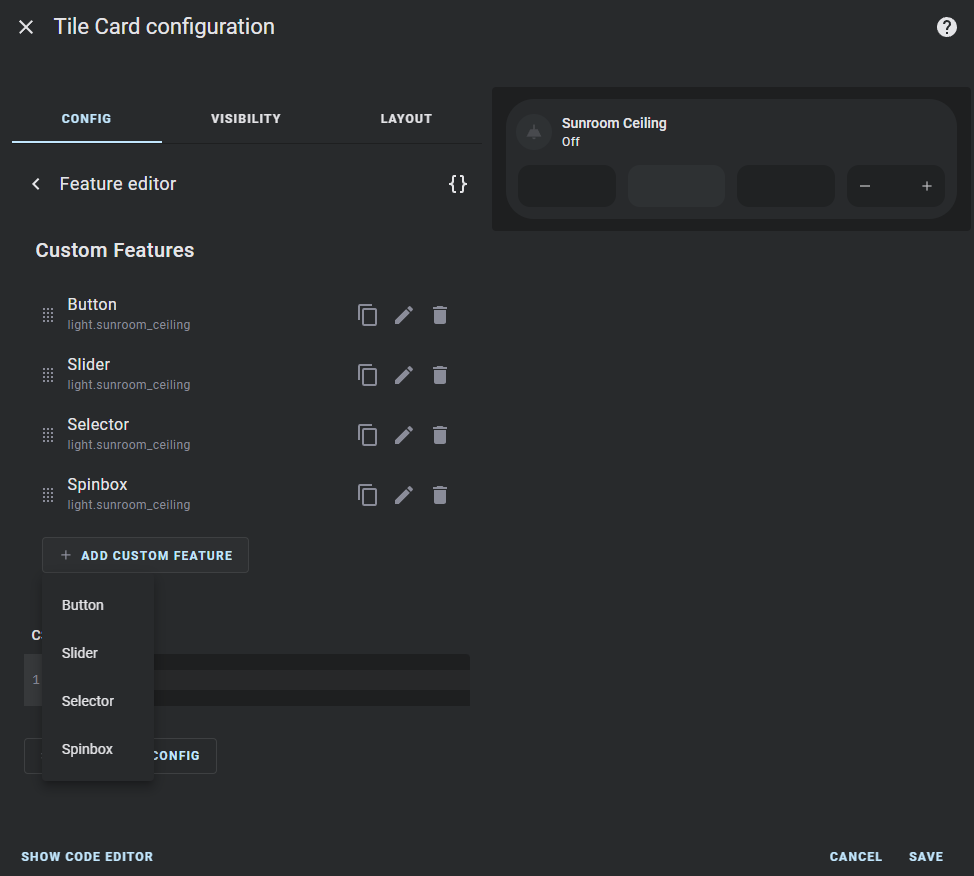 Tile Card configuration
CONFIG
VISIBILITY
LAYOUT
Sunroom Ceiling
Off
Feature editor
{}
Custom Features
Button
light.sunroom_ceiling
Slider
light.sunroom_ceiling
Selector
light.sunroom_ceiling
Spinbox
light.sunroom_ceiling
+ ADD CUSTOM FEATURE
Button
Slider
Selector
Spinbox
1
CONFIG
SHOW CODE EDITOR
CANCEL
SAVE